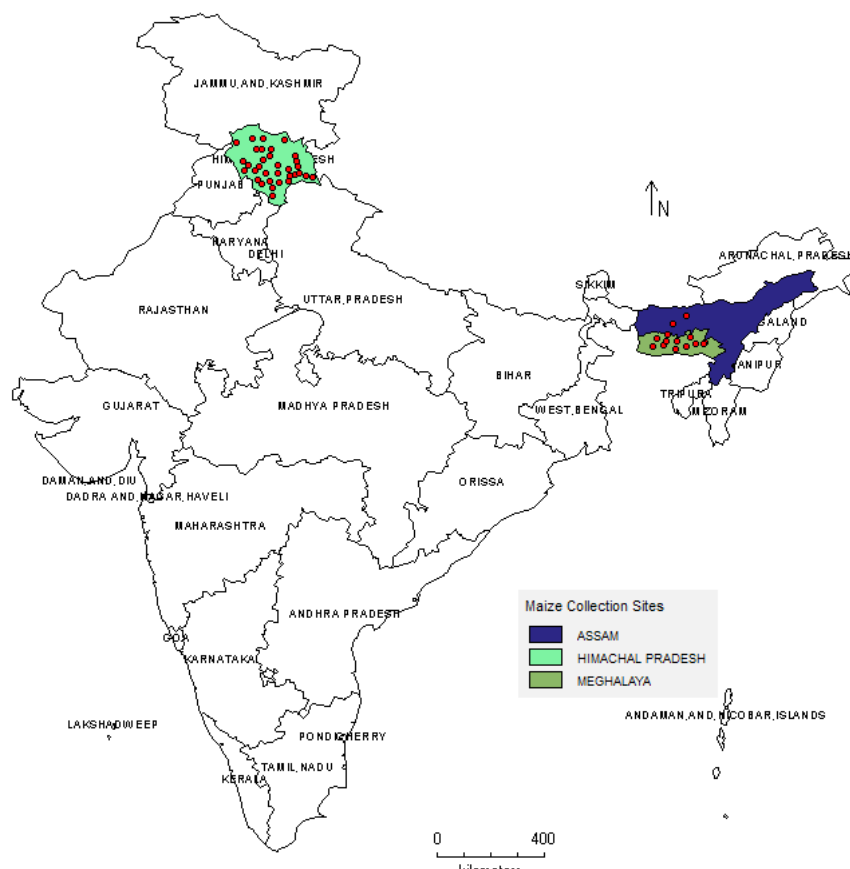 JAMMU,AND,KASHMIR
PUNJAB
HARYANA
DELHI
N
ARUNACHAL,PRADESH
SIKKIM
RAJASTHAN
UTTAR,PRADESH
GALAND
BIHAR
ANIPUR
GUJARAT
MADHYA PRADESH
WEST,BENGAL
TRIPURA
MIZORAM
DAMAN,AND,DIU
ORISSA
DADRA AND,NAGAR,HAVELI
MAHARASHTRA
Maize Collection Sites
ASSAM
HIMACHAL PRADESH
MEGHALAYA
ANDHRA PRADESH
GOA
KARNATAKA
LAKSHADWEEP
ANDAMAN,AND,NICOBAR,ISLANDS
PONDICHERRY
TAMIL,NADU
KERALA
0 400